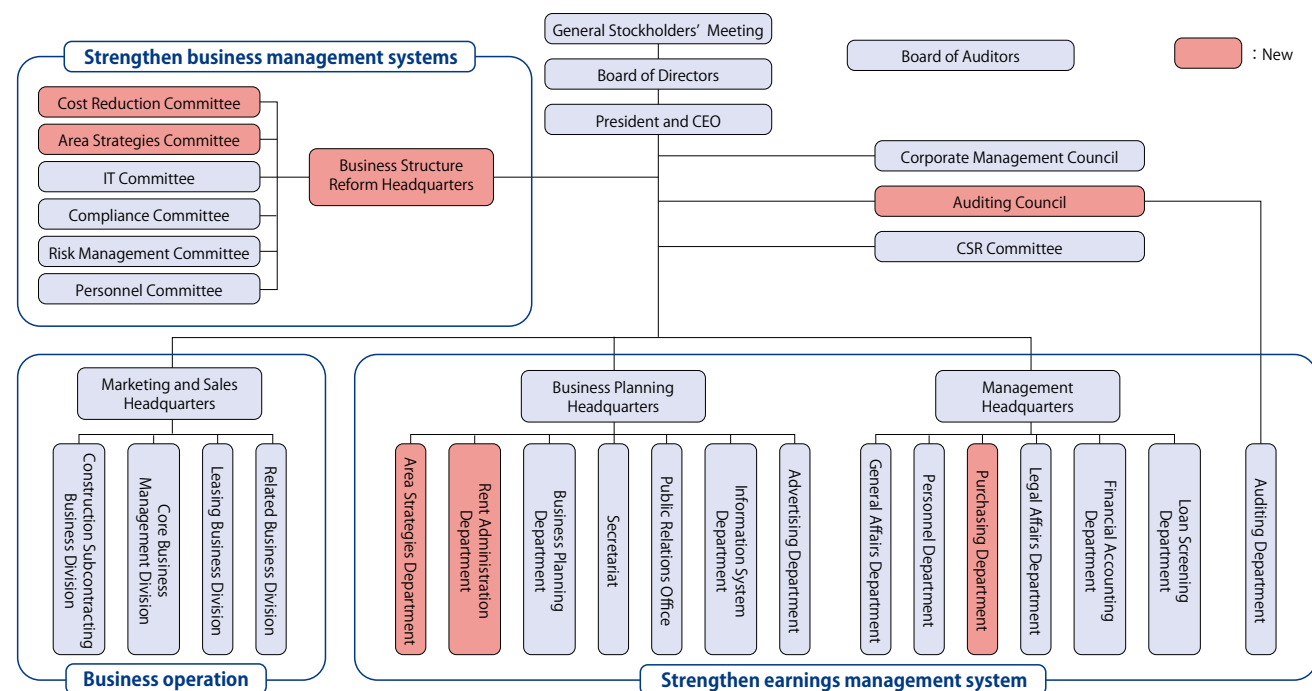 General Stockholders' Meeting
Board of Directors
President and CEO
Board of Auditors
: New
Strengthen business management systems
Cost Reduction Committee
Area Strategies Committee
IT Committee
Compliance Committee
Risk Management Committee
Personnel Committee
Business Structure
Reform Headquarters
Corporate Management Council
Auditing Council
CSR Committee
Marketing and Sales
Headquarters
Construction Subcontracting
Business Division
Core Business
Management Division
Leasing Business Division
Related Business Division
Business operation
Business Planning
Headquarters
Area Strategies Department
Rent Administration
Department
Business Planning
Department
Secretariat
Public Relations Office
Information System
Department
Advertising Department
Management
Headquarters
General Affairs Department
Personnel Department
Purchasing Department
Legal Affairs Department
Financial Accounting
Department
Loan Screening
Department
Auditing Department
Strengthen earnings management system